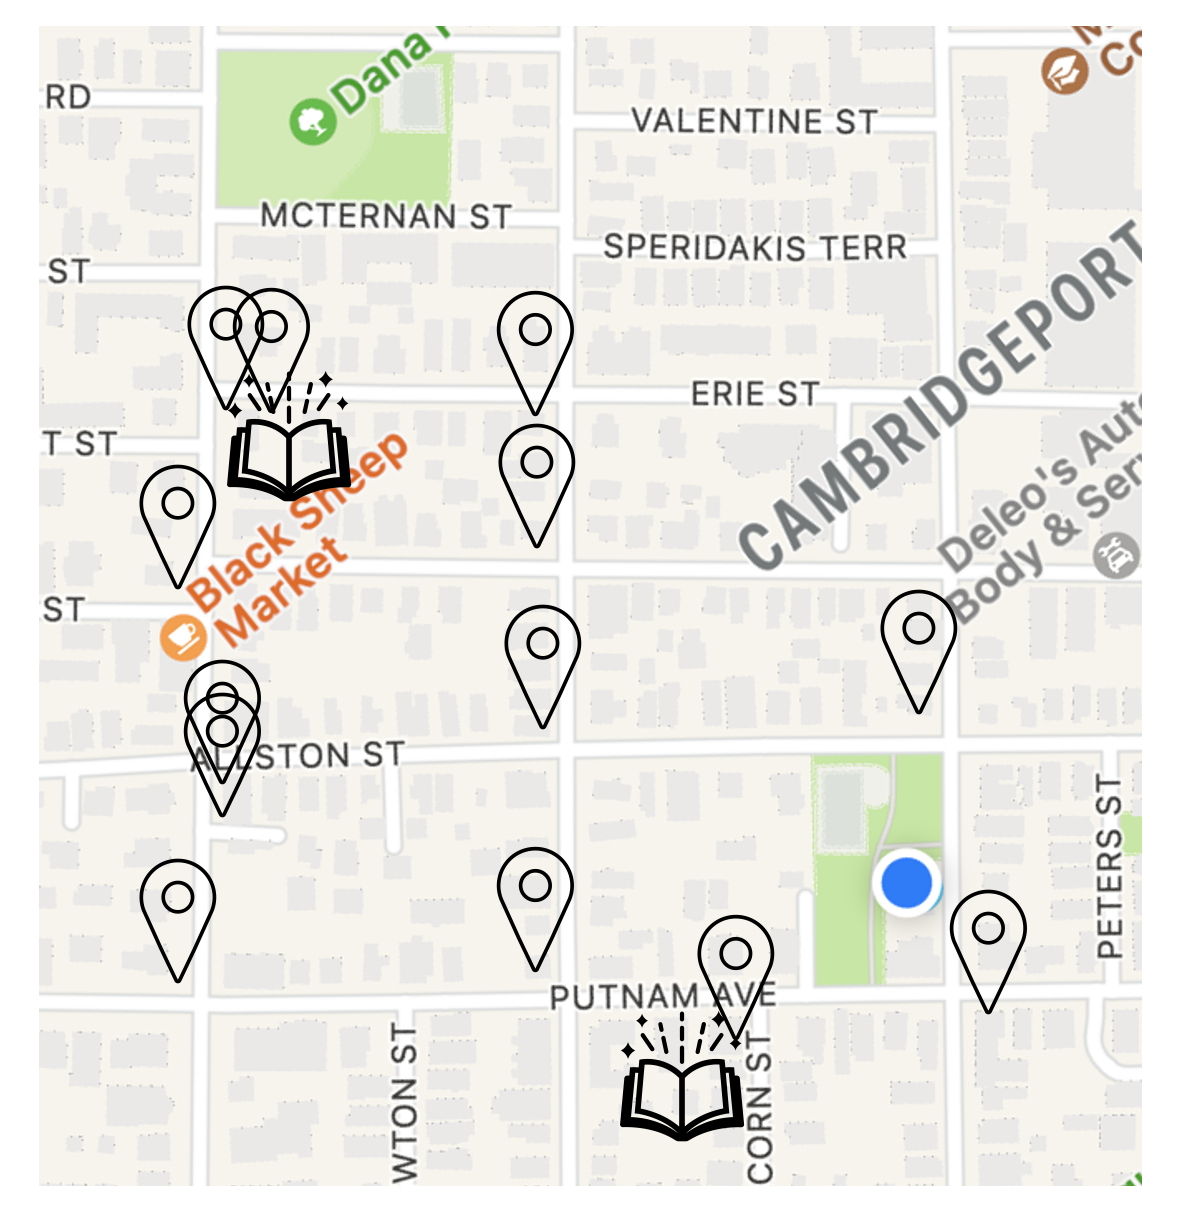 Dana
RD
VALENTINE ST
MCTERNAN ST
SPERIDAKIS TERR
ST
CAMBRIDGEPORT
ERIE ST
T ST
Black Sheep
Market
Deleo's Auto
Body & Serv
ST
ALLSTON ST
PETERS ST
PUTNAM AVE
WTON ST
CORN ST